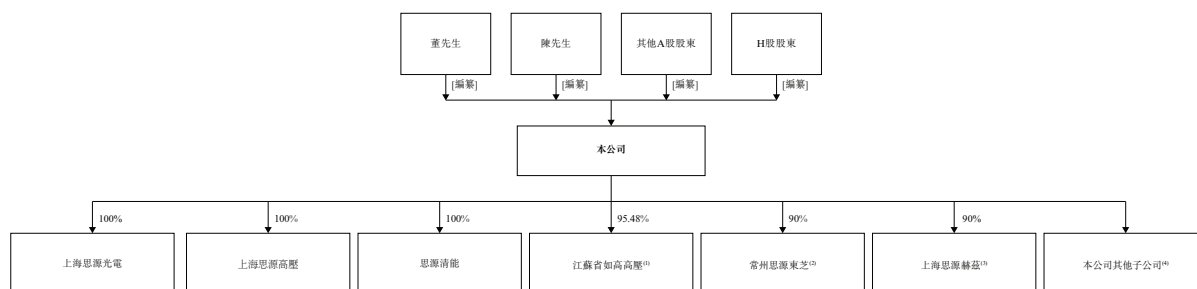 董先生
陳先生
其他A股股東
H股股東
[編纂]
[編纂]
[編纂]
[編纂]
本公司
100%
100%
100%
95.48%
90%
90%
上海思源光電
上海思源高壓
思源清能
江蘇省如高高壓(1)
常州思源東芝(2)
上海思源赫茲(3)
本公司其他子公司(4)